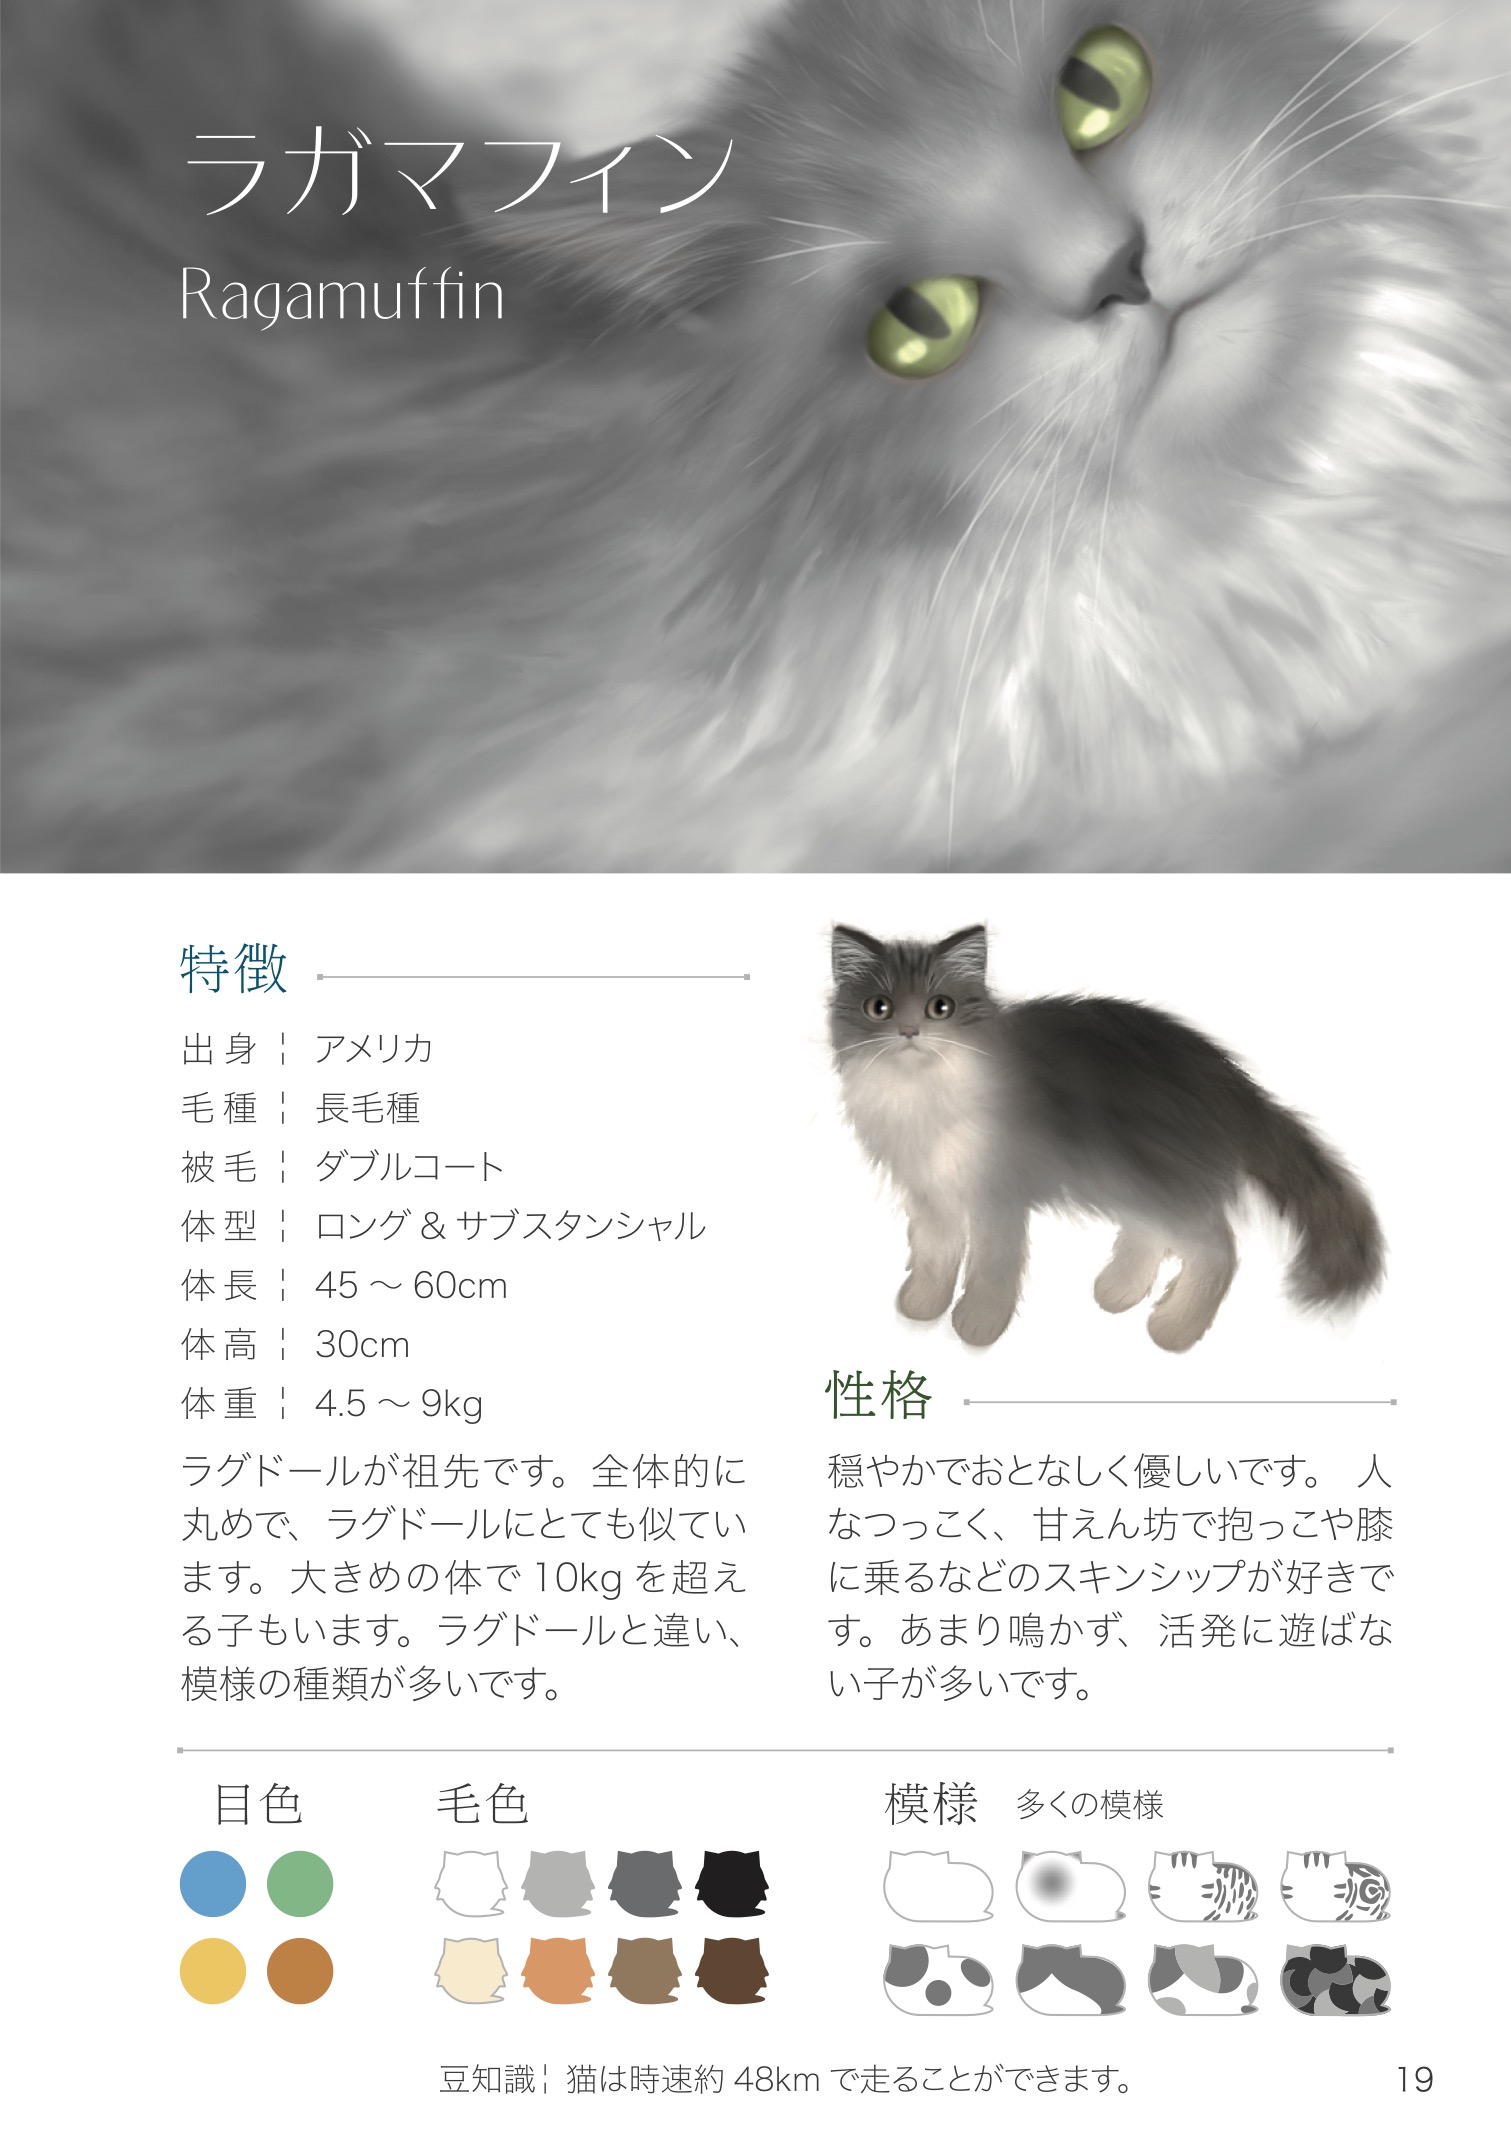 ラガマフィン
Ragamuffin
特徴
出身 ¦ アメリカ
毛種 ¦ 長毛種
被毛 ¦ ダブルコート
体型 ¦ ロング & サブスタンシャル
体長 ¦ 45 〜 60cm
体高 ¦ 30cm
体重 ¦ 4.5 〜 9kg
ラグドールが祖先です。全体的に
丸めで、ラグドールにとても似てい
ます。大きめの体で 10kg を超え
る子もいます。ラグドールと違い、
模様の種類が多いです。
性格
穏やかでおとなしく優しいです。 人
なつっこく、甘えん坊で抱っこや膝
に乗るなどのスキンシップが好きで
す。あまり鳴かず、活発に遊ばな
い子が多いです。
目色
毛色
模様 多くの模様
豆知識 ¦ 猫は時速約 48km で走ることができます。
19